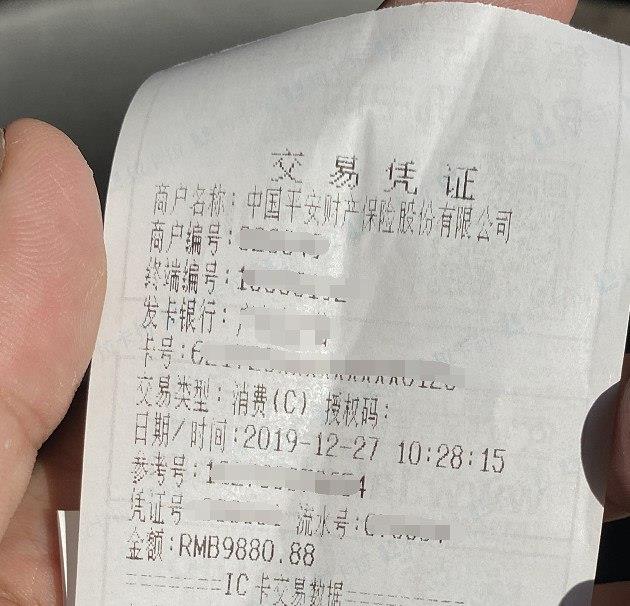 交易凭证
商户名称：中国平安财产保险股份有限公司
商户编号：
终端编号：
发卡银行：
卡号：
交易类型：消费(C) 授权码：
日期/时间:2019-12-27 10:28:15
参考号：
凭证号 流水号：
金额:RMB9880.88
IC卡交易数据